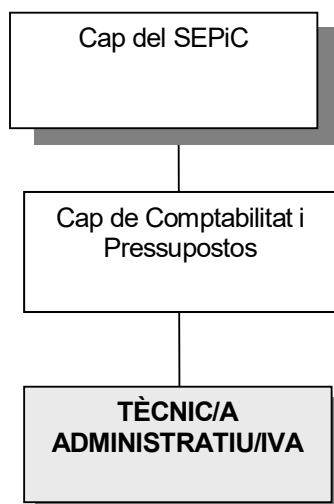 Cap del SEPiC
Cap de Comptabilitat i
Pressupostos
TÈCNIC/A
ADMINISTRATIU/IVA